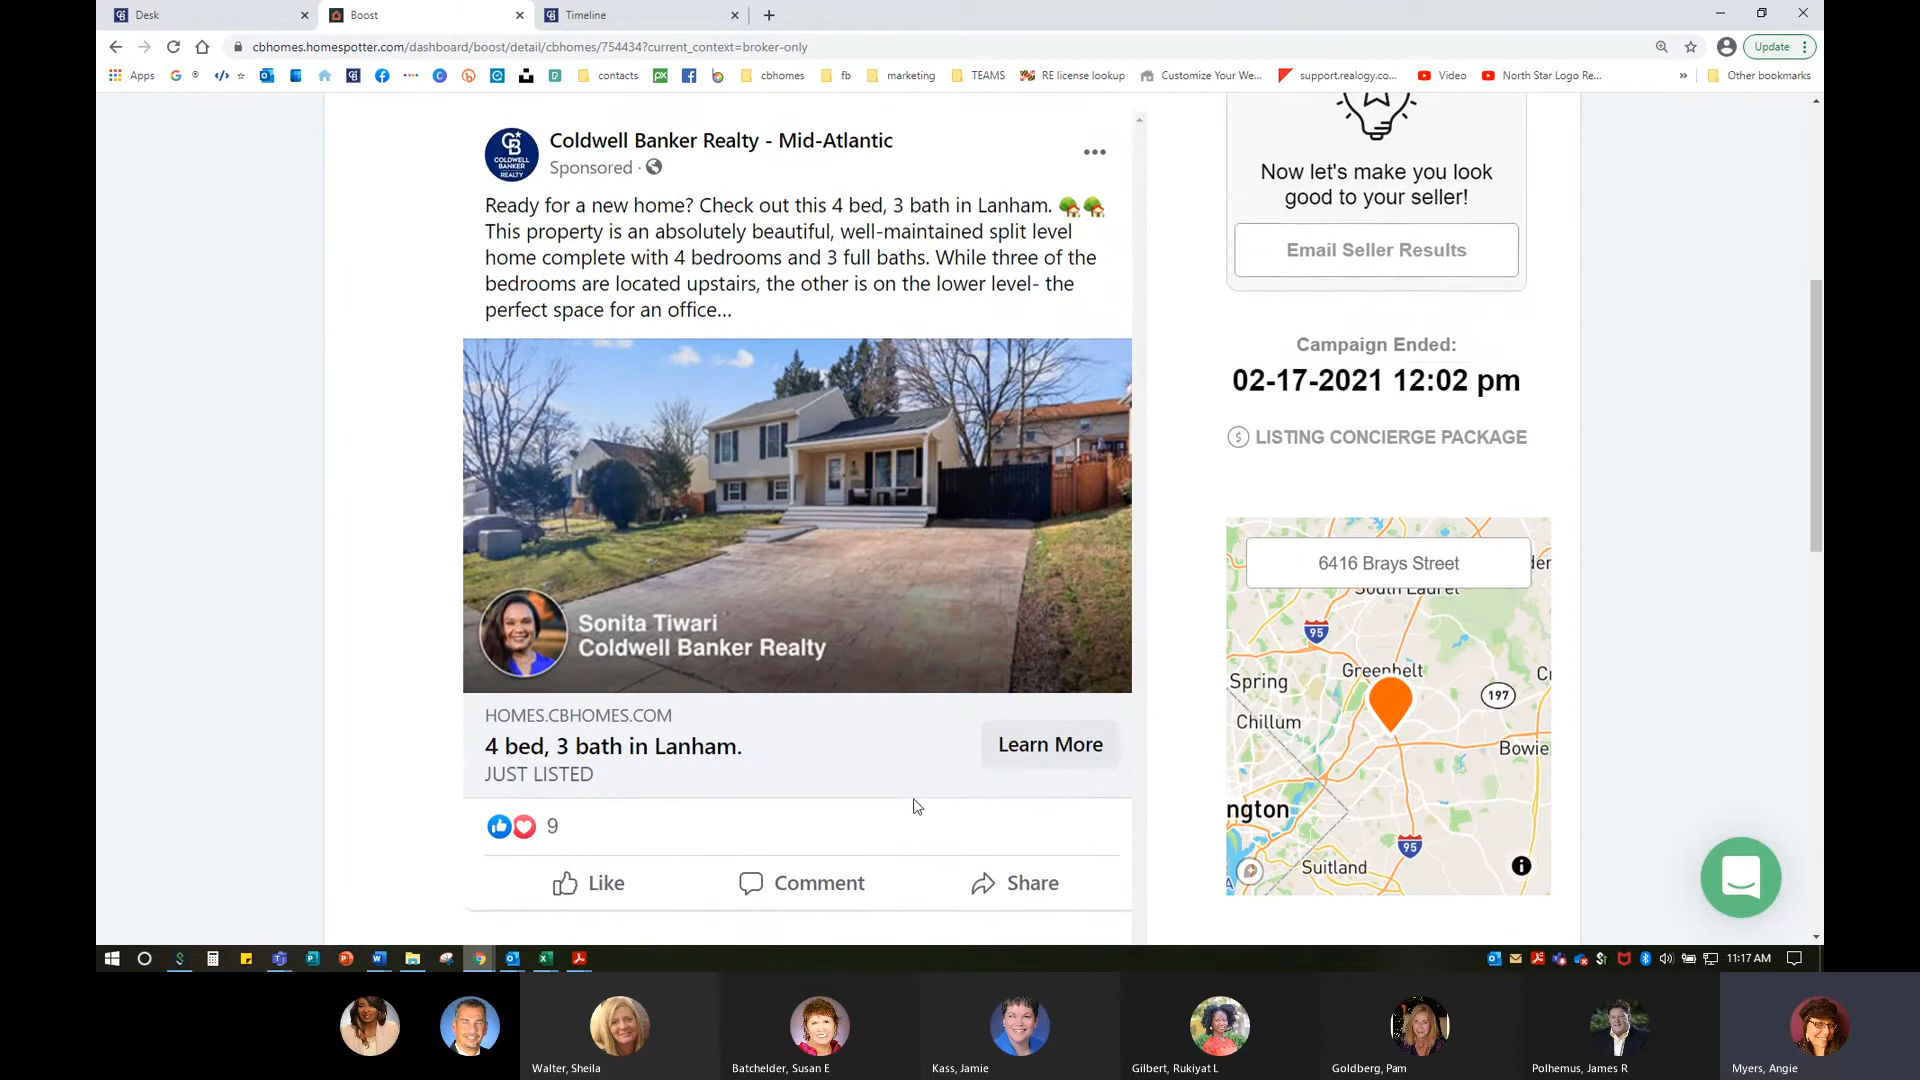 Desk
Boost
Timeline
cbhomes.homespotter.com/dashboard/boost/detail/cbhomes/754434?current_context=broker-only
Update
Apps
contacts
cbhomes
fb
marketing
TEAMS
RE license lookup
Customize Your We...
support.realogy.co...
Video
North Star Logo Re...
»
Other bookmarks
COLDWELL
BANKER
REALTY
Coldwell Banker Realty - Mid-Atlantic
Sponsored ·
Ready for a new home? Check out this 4 bed, 3 bath in Lanham. 🏡🏡
This property is an absolutely beautiful, well-maintained split level
home complete with 4 bedrooms and 3 full baths. While three of the
bedrooms are located upstairs, the other is on the lower level- the
perfect space for an office...
Sonita Tiwari
Coldwell Banker Realty
HOMES.CBHOMES.COM
4 bed, 3 bath in Lanham.
JUST LISTED
Learn More
9
Like
Comment
Share
Now let's make you look
good to your seller!
Email Seller Results
Campaign Ended:
02-17-2021 12:02 pm
LISTING CONCIERGE PACKAGE
6416 Brays Street
South Laurel
95
Greenbelt
Spring
197
Chillum
Bowie
ngton
95
Suitland
11:17 AM
Walter, Sheila
Batchelder, Susan E
Kass, Jamie
Gilbert, Rukiyat L
Goldberg, Pam
Polhemus, James R
Myers, Angie